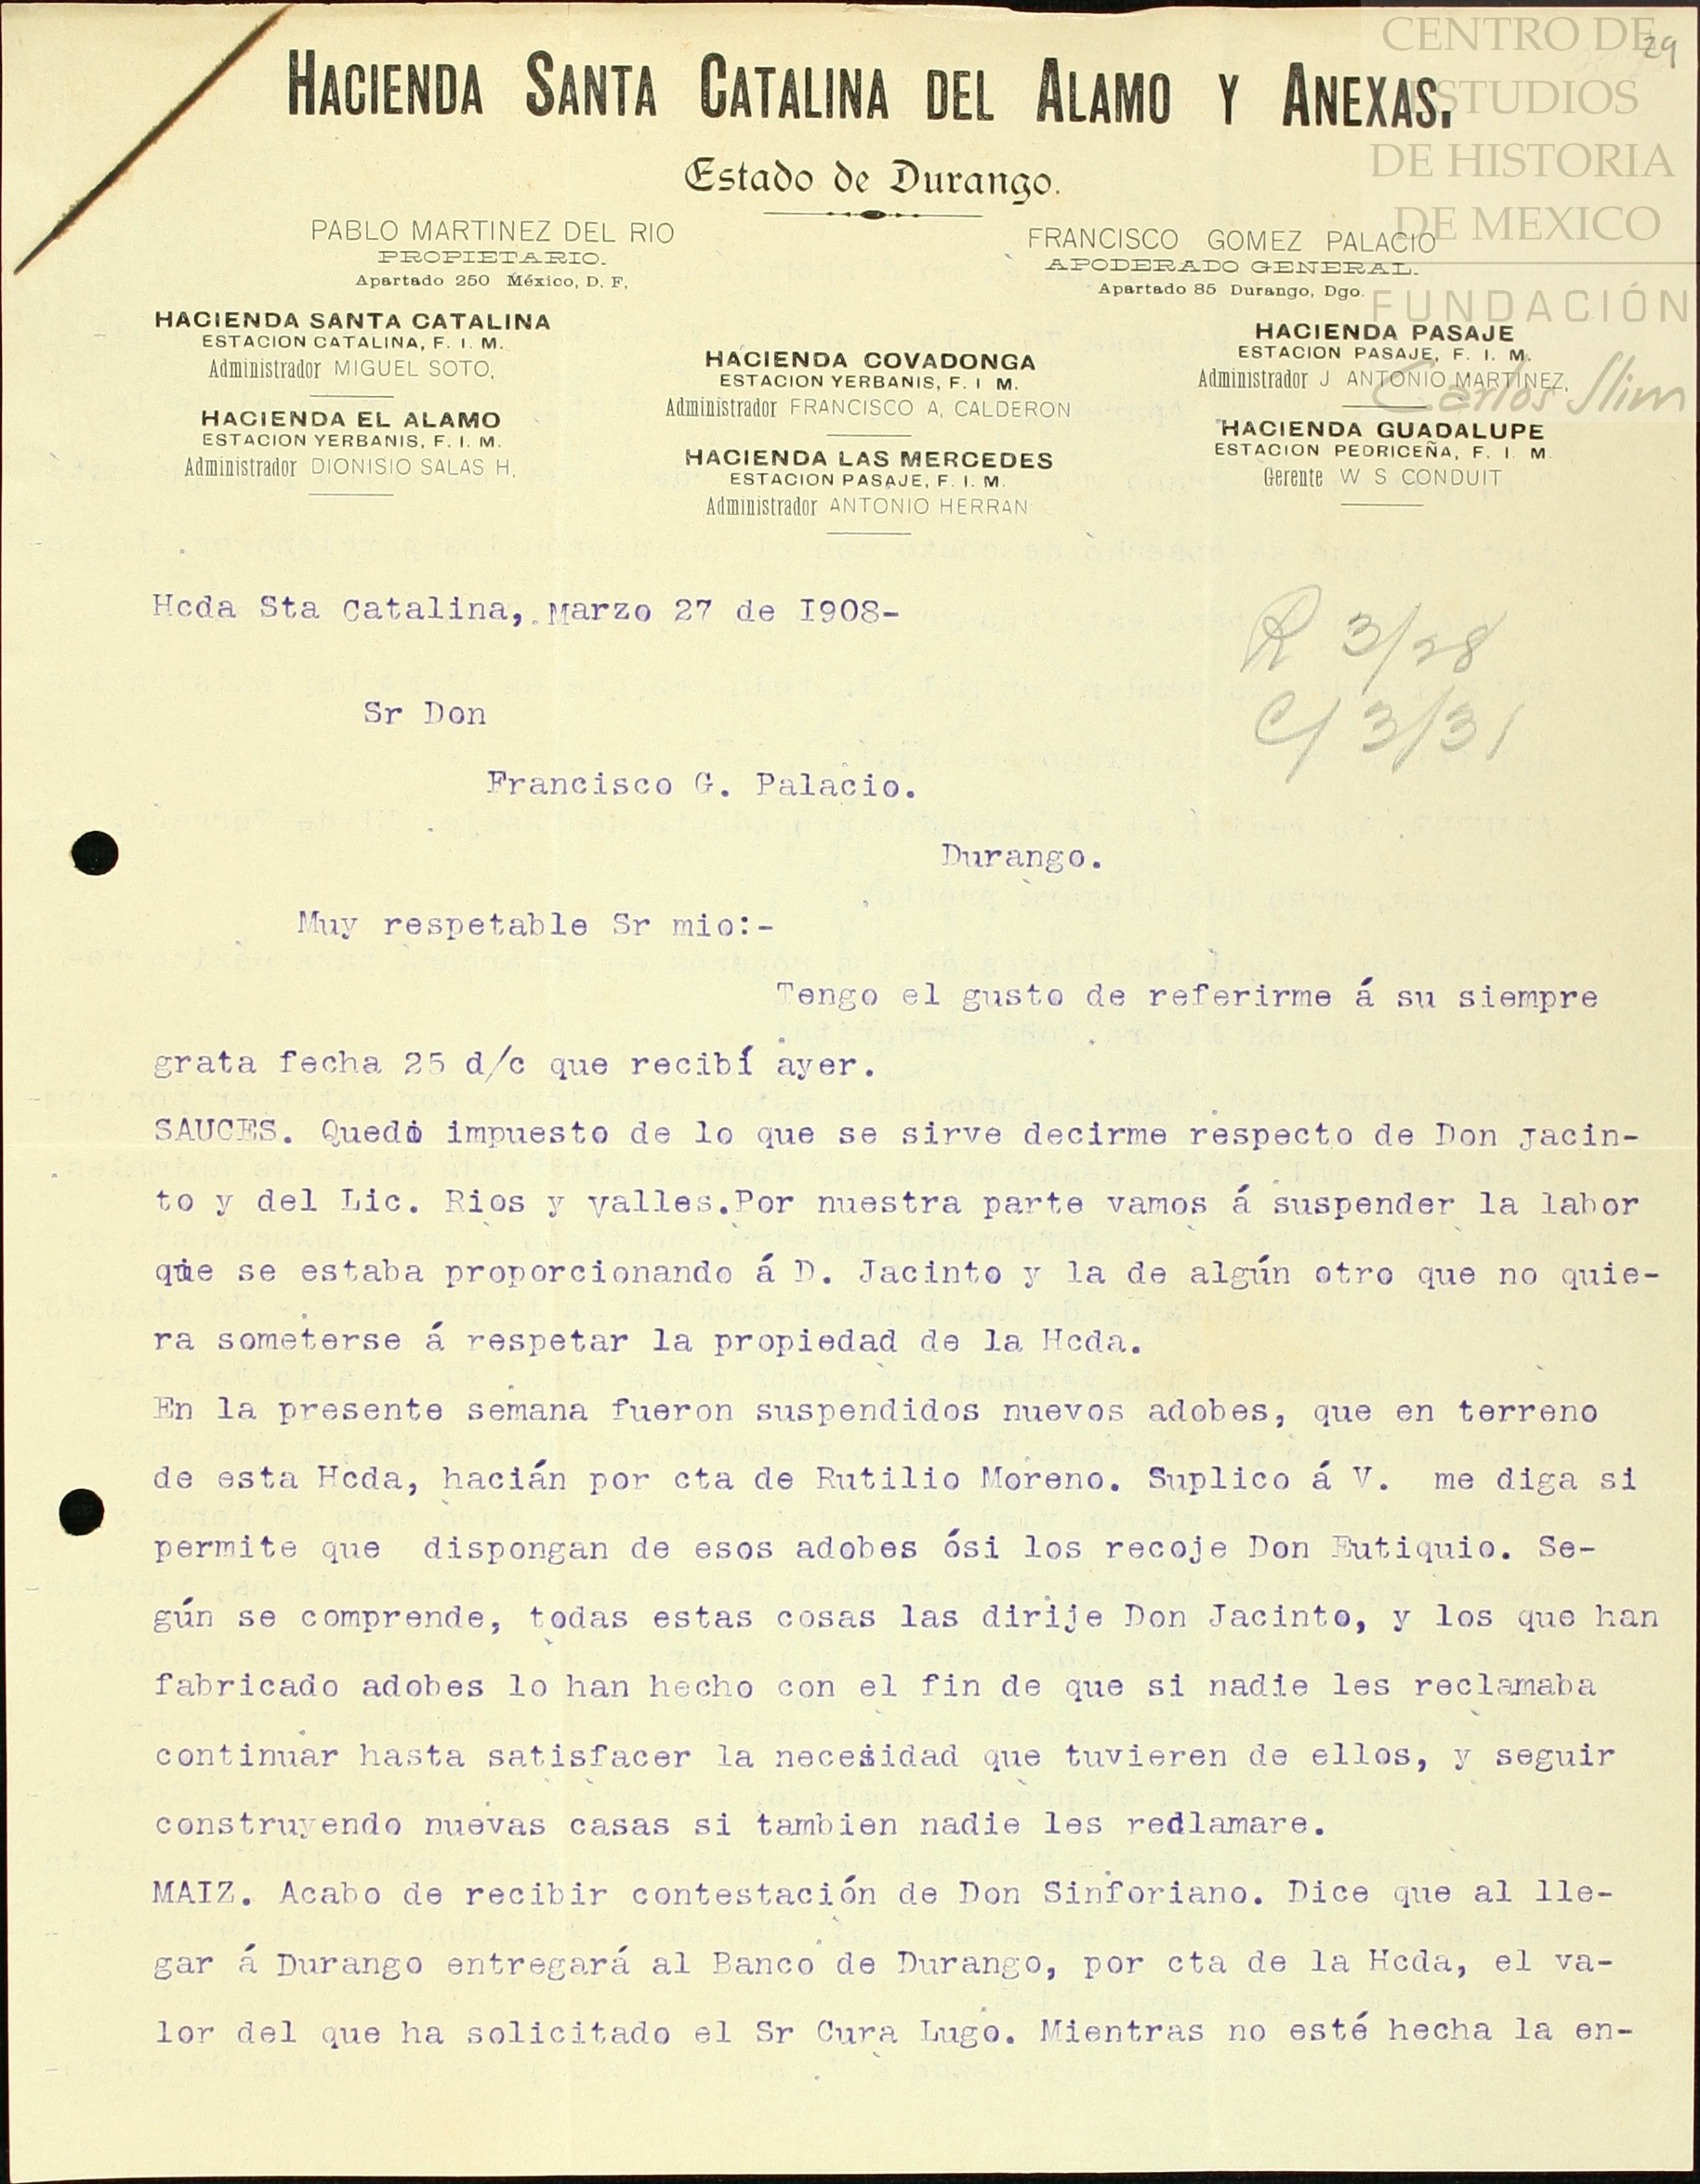 CENTRO DE
ESTUDIOS
DE HISTORIA
DE MEXICO
FUNDACIÓN
Carlos Slim
29
HACIENDA SANTA CATALINA DEL ALAMO Y ANEXAS.
Estado de Durango.
PABLO MARTINEZ DEL RIO
PROPIETARIO.
Apartado 250 México, D. F.
FRANCISCO GOMEZ PALACIO
APODERADO GENERAL.
Apartado 85 Durango, Dgo.
HACIENDA SANTA CATALINA
ESTACION CATALINA, F. I. M.
Administrador MIGUEL SOTO.
HACIENDA EL ALAMO
ESTACION YERBANIS, F. I. M.
Administrador DIONISIO SALAS H.
HACIENDA COVADONGA
ESTACION YERBANIS, F. I M.
Administrador FRANCISCO A. CALDERON
HACIENDA LAS MERCEDES
ESTACION PASAJE, F. I. M.
Administrador ANTONIO HERRAN
HACIENDA PASAJE
ESTACION PASAJE, F. I. M.
Administrador J ANTONIO MARTINEZ.
HACIENDA GUADALUPE
ESTACION PEDRICEÑA, F. I. M
Gerente W S CONDUIT
Hcda Sta Catalina, Marzo 27 de I908-
R 3/28
C/ 3/31
Sr Don
Francisco G. Palacio.
Durango.
Muy respetable Sr mio:-
Tengo el gusto de referirme á su siempre
grata fecha 25 d/c que recibí ayer.
SAUCES. Quedo impuesto de lo que se sirve decirme respecto de Don Jacin-
to y del Lic. Rios y Valles.Por nuestra parte vamos á suspender la labor
que se estaba proporcionando á D. Jacinto y la de algún otro que no quie-
ra someterse á respetar la propiedad de la Hcda.
En la presente semana fueron suspendidos nuevos adobes, que en terreno
de esta Hcda, hacián por cta de Rutilio Moreno. Suplico á V. me diga si
permite que dispongan de esos adobes ósi los recoje Don Eutiquio. Se-
gún se comprende, todas estas cosas las dirije Don Jacinto, y los que han
fabricado adobes lo han hecho con el fin de que si nadie les reclamaba
continuar hasta satisfacer la necesidad que tuvieren de ellos, y seguir
construyendo nuevas casas si tambien nadie les redlamare.
MAIZ. Acabo de recibir contestación de Don Sinforiano. Dice que al lle-
gar á Durango entregará al Banco de Durango, por cta de la Hcda, el va-
lor del que ha solicitado el Sr Cura Lugo. Mientras no esté hecha la en-